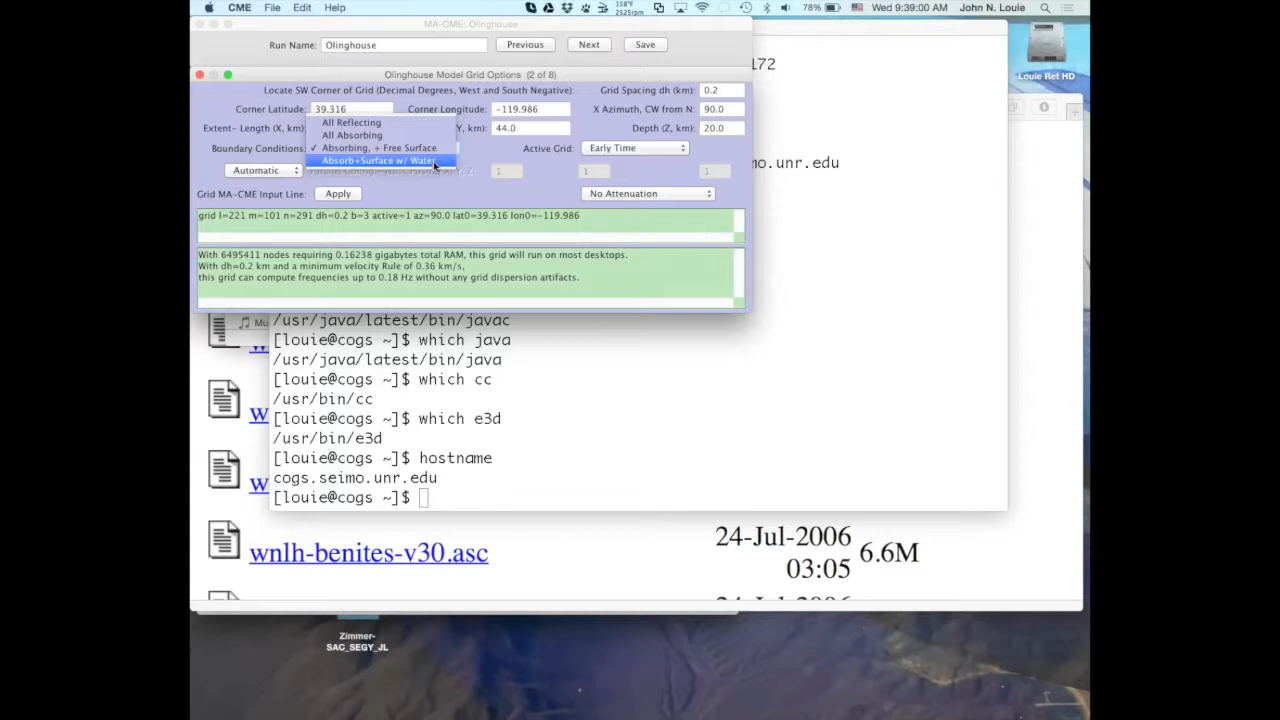 CME File Edit Help
158°F
2525rpm
78% Wed 9:39:00 AM John N. Louie
MA-CME: Olinghouse
Run Name: Olinghouse Previous Next Save
172
Louie Ret HD
Olinghouse Model Grid Options (2 of 8)
Locate SW Corner of Grid (Decimal Degrees, West and South Negative): Grid Spacing dh (km): 0.2
Corner Latitude: 39.316 Corner Longitude: -119.986 X Azimuth, CW from N: 90.0
All Reflecting
Extent- Length (X, km): Y, km): 44.0 Depth (Z, km): 20.0
All Absorbing
Boundary Conditions: ✓ Absorbing, + Free Surface Active Grid: Early Time
Absorb+Surface w/ Water
mo.unr.edu
Automatic 1 1 1
Grid MA-CME Input Line: Apply No Attenuation
grid l=221 m=101 n=291 dh=0.2 b=3 active=1 az=90.0 lat0=39.316 lon0=-119.986
With 6495411 nodes requiring 0.16238 gigabytes total RAM, this grid will run on most desktops.
With dh=0.2 km and a minimum velocity Rule of 0.36 km/s,
this grid can compute frequencies up to 0.18 Hz without any grid dispersion artifacts.
Mu
/usr/java/latest/bin/javac
[louie@cogs ~]$ which java
/usr/java/latest/bin/java
[louie@cogs ~]$ which cc
/usr/bin/cc
[louie@cogs ~]$ which e3d
/usr/bin/e3d
[louie@cogs ~]$ hostname
cogs.seimo.unr.edu
[louie@cogs ~]$
wnlh-benites-v30.asc 24-Jul-2006 03:05 6.6M
Zimmer-
SAC_SEGY_JL